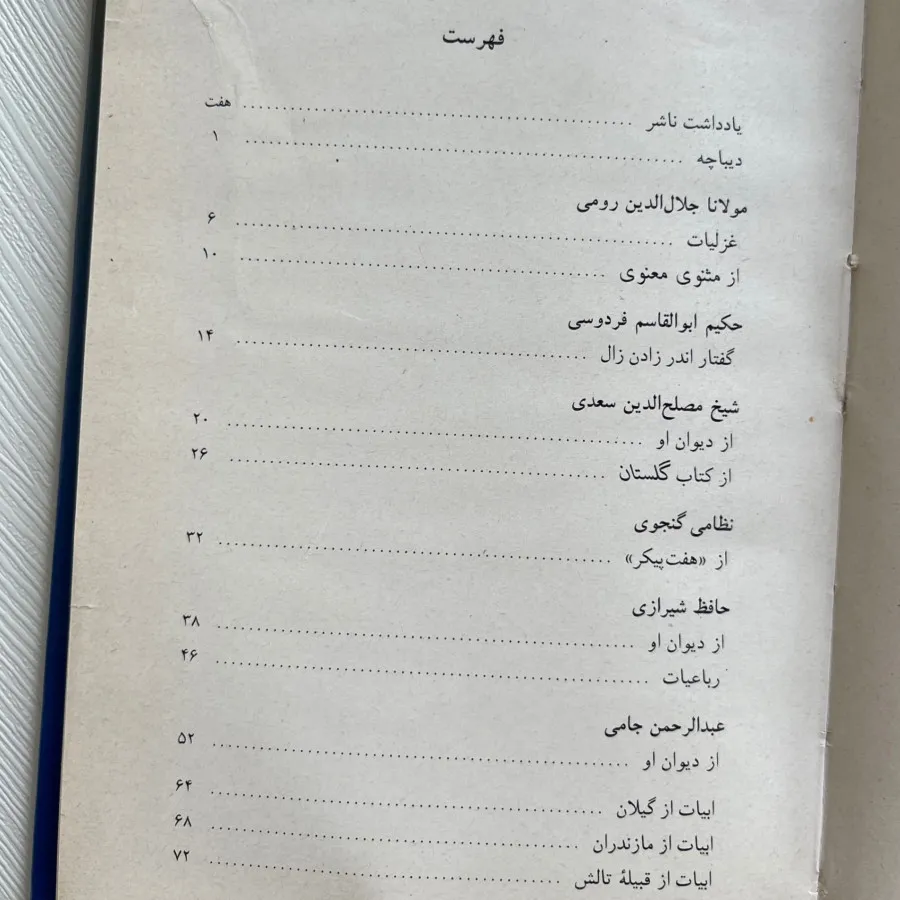 فهرست
یادداشت ناشر ........ هفت
دیباچه ........ ۱
مولانا جلال‌الدین رومی
غزلیات ........ ۶
از مثنوی معنوی ........ ۱۰
حکیم ابوالقاسم فردوسی
گفتار اندر زادن زال ........ ۱۴
شیخ مصلح‌الدین سعدی
از دیوان او ........ ۲۰
از کتاب گلستان ........ ۲۶
نظامی گنجوی
از «هفت‌پیکر» ........ ۳۲
حافظ شیرازی
از دیوان او ........ ۳۸
رباعیات ........ ۴۶
عبدالرحمن جامی
از دیوان او ........ ۵۲
ابیات از گیلان ........ ۶۴
ابیات از مازندران ........ ۶۸
ابیات از قبیلهٔ تالش ........ ۷۲